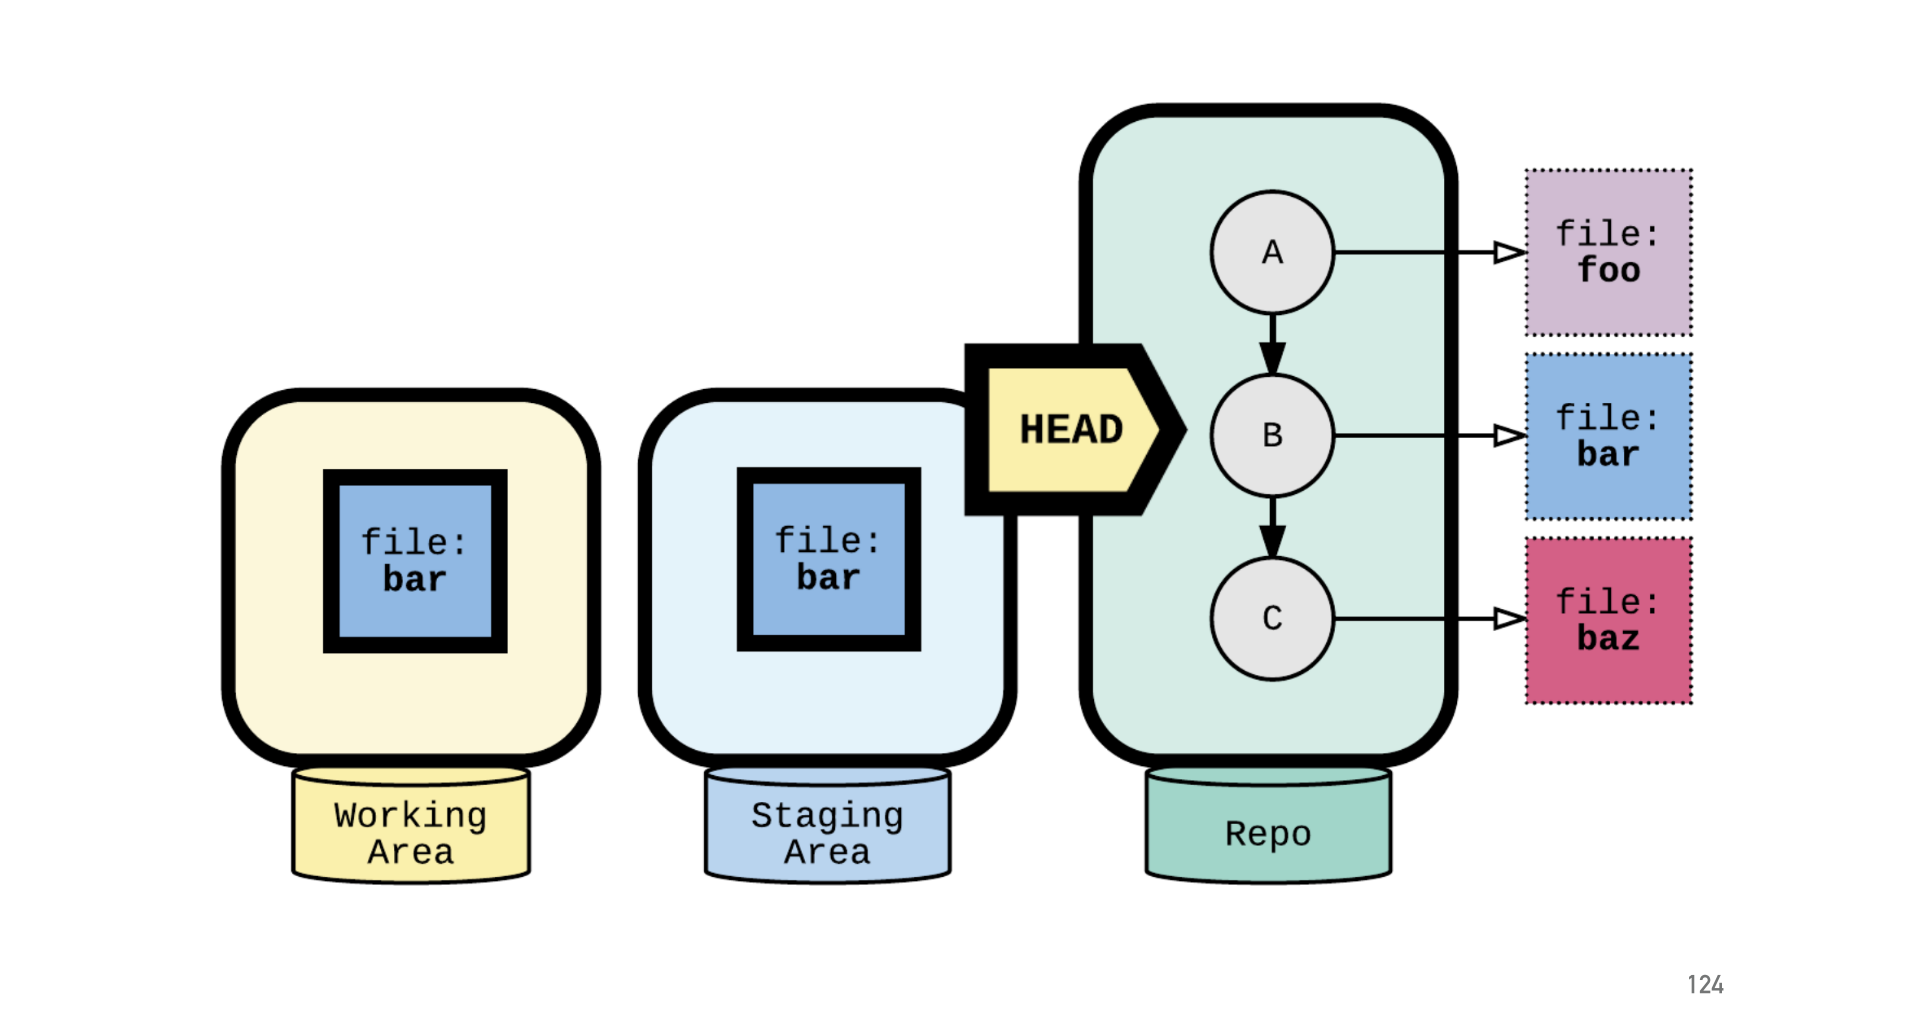 A
file:
foo
HEAD
B
file:
bar
file:
bar
file:
bar
C
file:
baz
Working
Area
Staging
Area
Repo
124